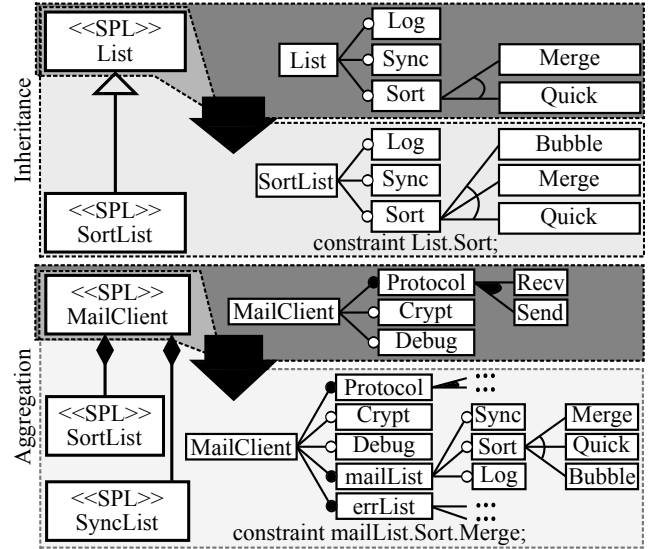 Inheritance
<<SPL>>
List
<<SPL>>
SortList
List
Log
Sync
Sort
Merge
Quick
SortList
Log
Sync
Sort
Bubble
Merge
Quick
constraint List.Sort;
Aggregation
<<SPL>>
MailClient
<<SPL>>
SortList
<<SPL>>
SyncList
MailClient
Protocol
Crypt
Debug
Recv
Send
MailClient
Protocol
...
...
Crypt
Debug
mailList
errList
Sync
Sort
Log
Merge
Quick
Bubble
...
...
constraint mailList.Sort.Merge;